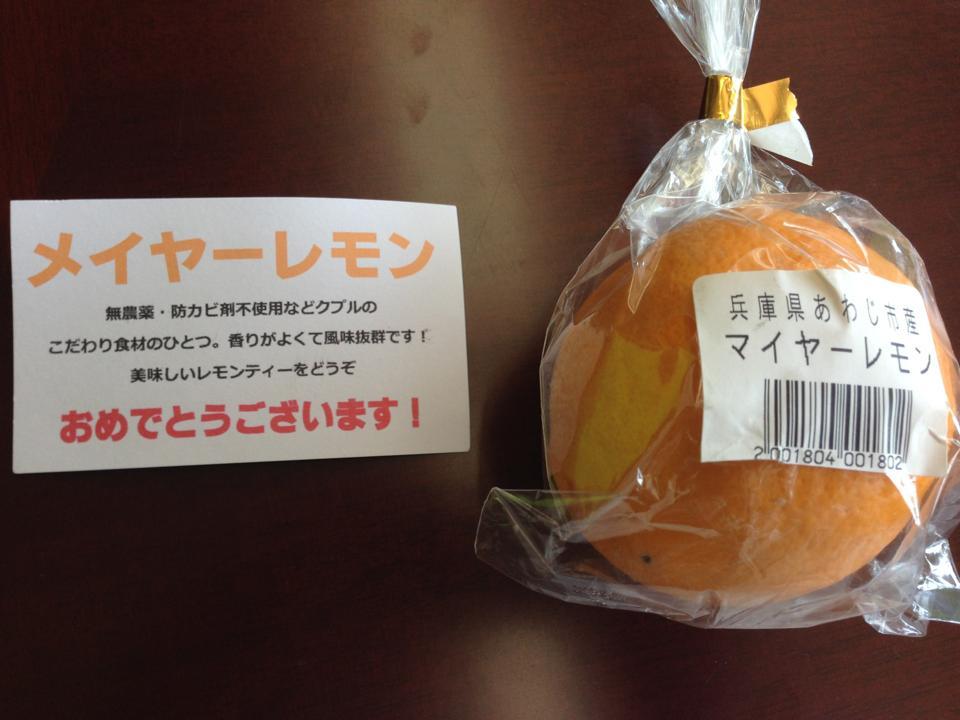 メイヤーレモン
無農薬・防カビ剤不使用などクプルの
こだわり食材のひとつ。香りがよくて風味抜群です！
美味しいレモンティーをどうぞ
おめでとうございます！
兵庫県あわじ市産
マイヤーレモン
2 001804 001802